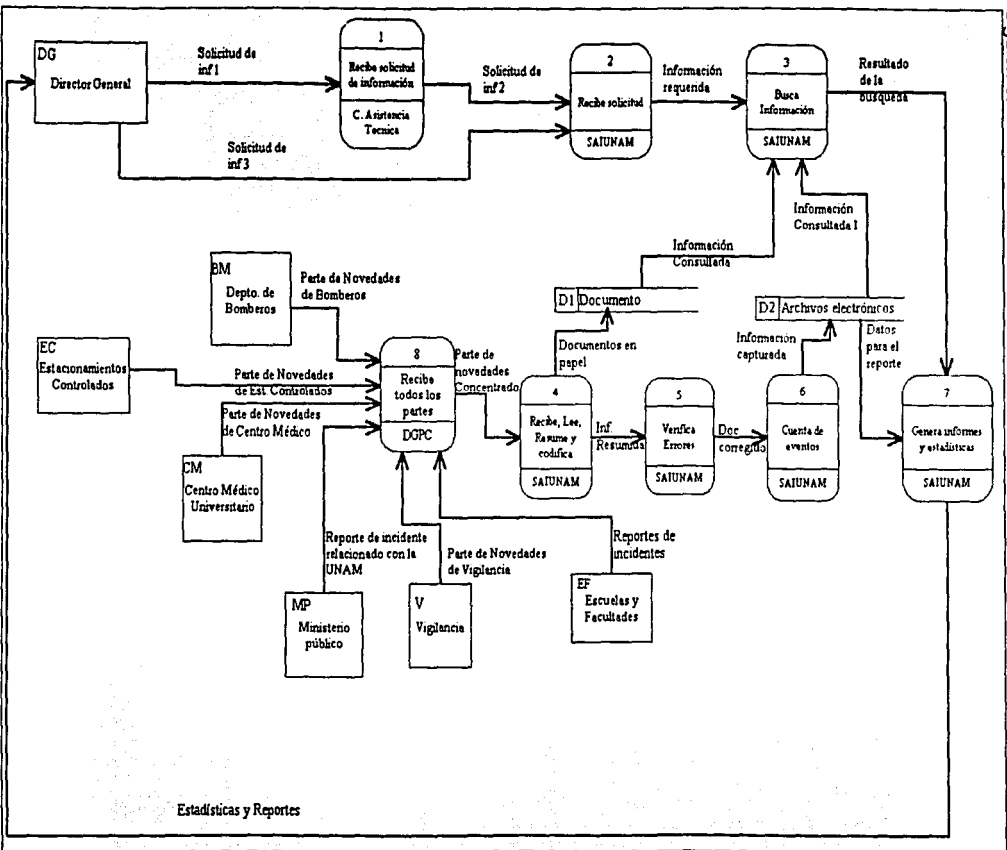 DG
Director General
Solicitud de
inf 1
1
Recibe solicitud
de información
C. Asistencia
Tecnica
Solicitud de
inf 2
Solicitud de
inf 3
2
Recibe solicitud
SAIUNAM
Información
requerida
3
Busca
Información
SAIUNAM
Resultado
de la
busqueda
Información
Consultada
Información
Consultada 1
BM
Depto. de
Bomberos
Parte de Novedades
de Bomberos
D1 Documento
D2 Archivos electrónicos
EC
Estacionamientos
Controlados
Parte de Novedades
de Est. Controlados
Parte de Novedades
de Centro Médico
8
Recibe
todos los
partes
DGPC
Parte de
novedades
Concentrado
Documentos en
papel
Información
capturada
Datos
para el
reporte
4
Recibe, Lee,
Resume y
codifica
SAIUNAM
Inf.
Resumida
5
Verifica
Errores
SAIUNAM
Doc
corregido
6
Cuenta de
eventos
SAIUNAM
7
Genera informes
y estadísticas
SAIUNAM
CM
Centro Médico
Universitario
Reporte de incidente
relacionado con la
UNAM
Parte de Novedades
de Vigilancia
Reportes de
incidentes
MP
Ministerio
público
V
Vigilancia
EF
Escuelas y
Facultades
Estadísticas y Reportes